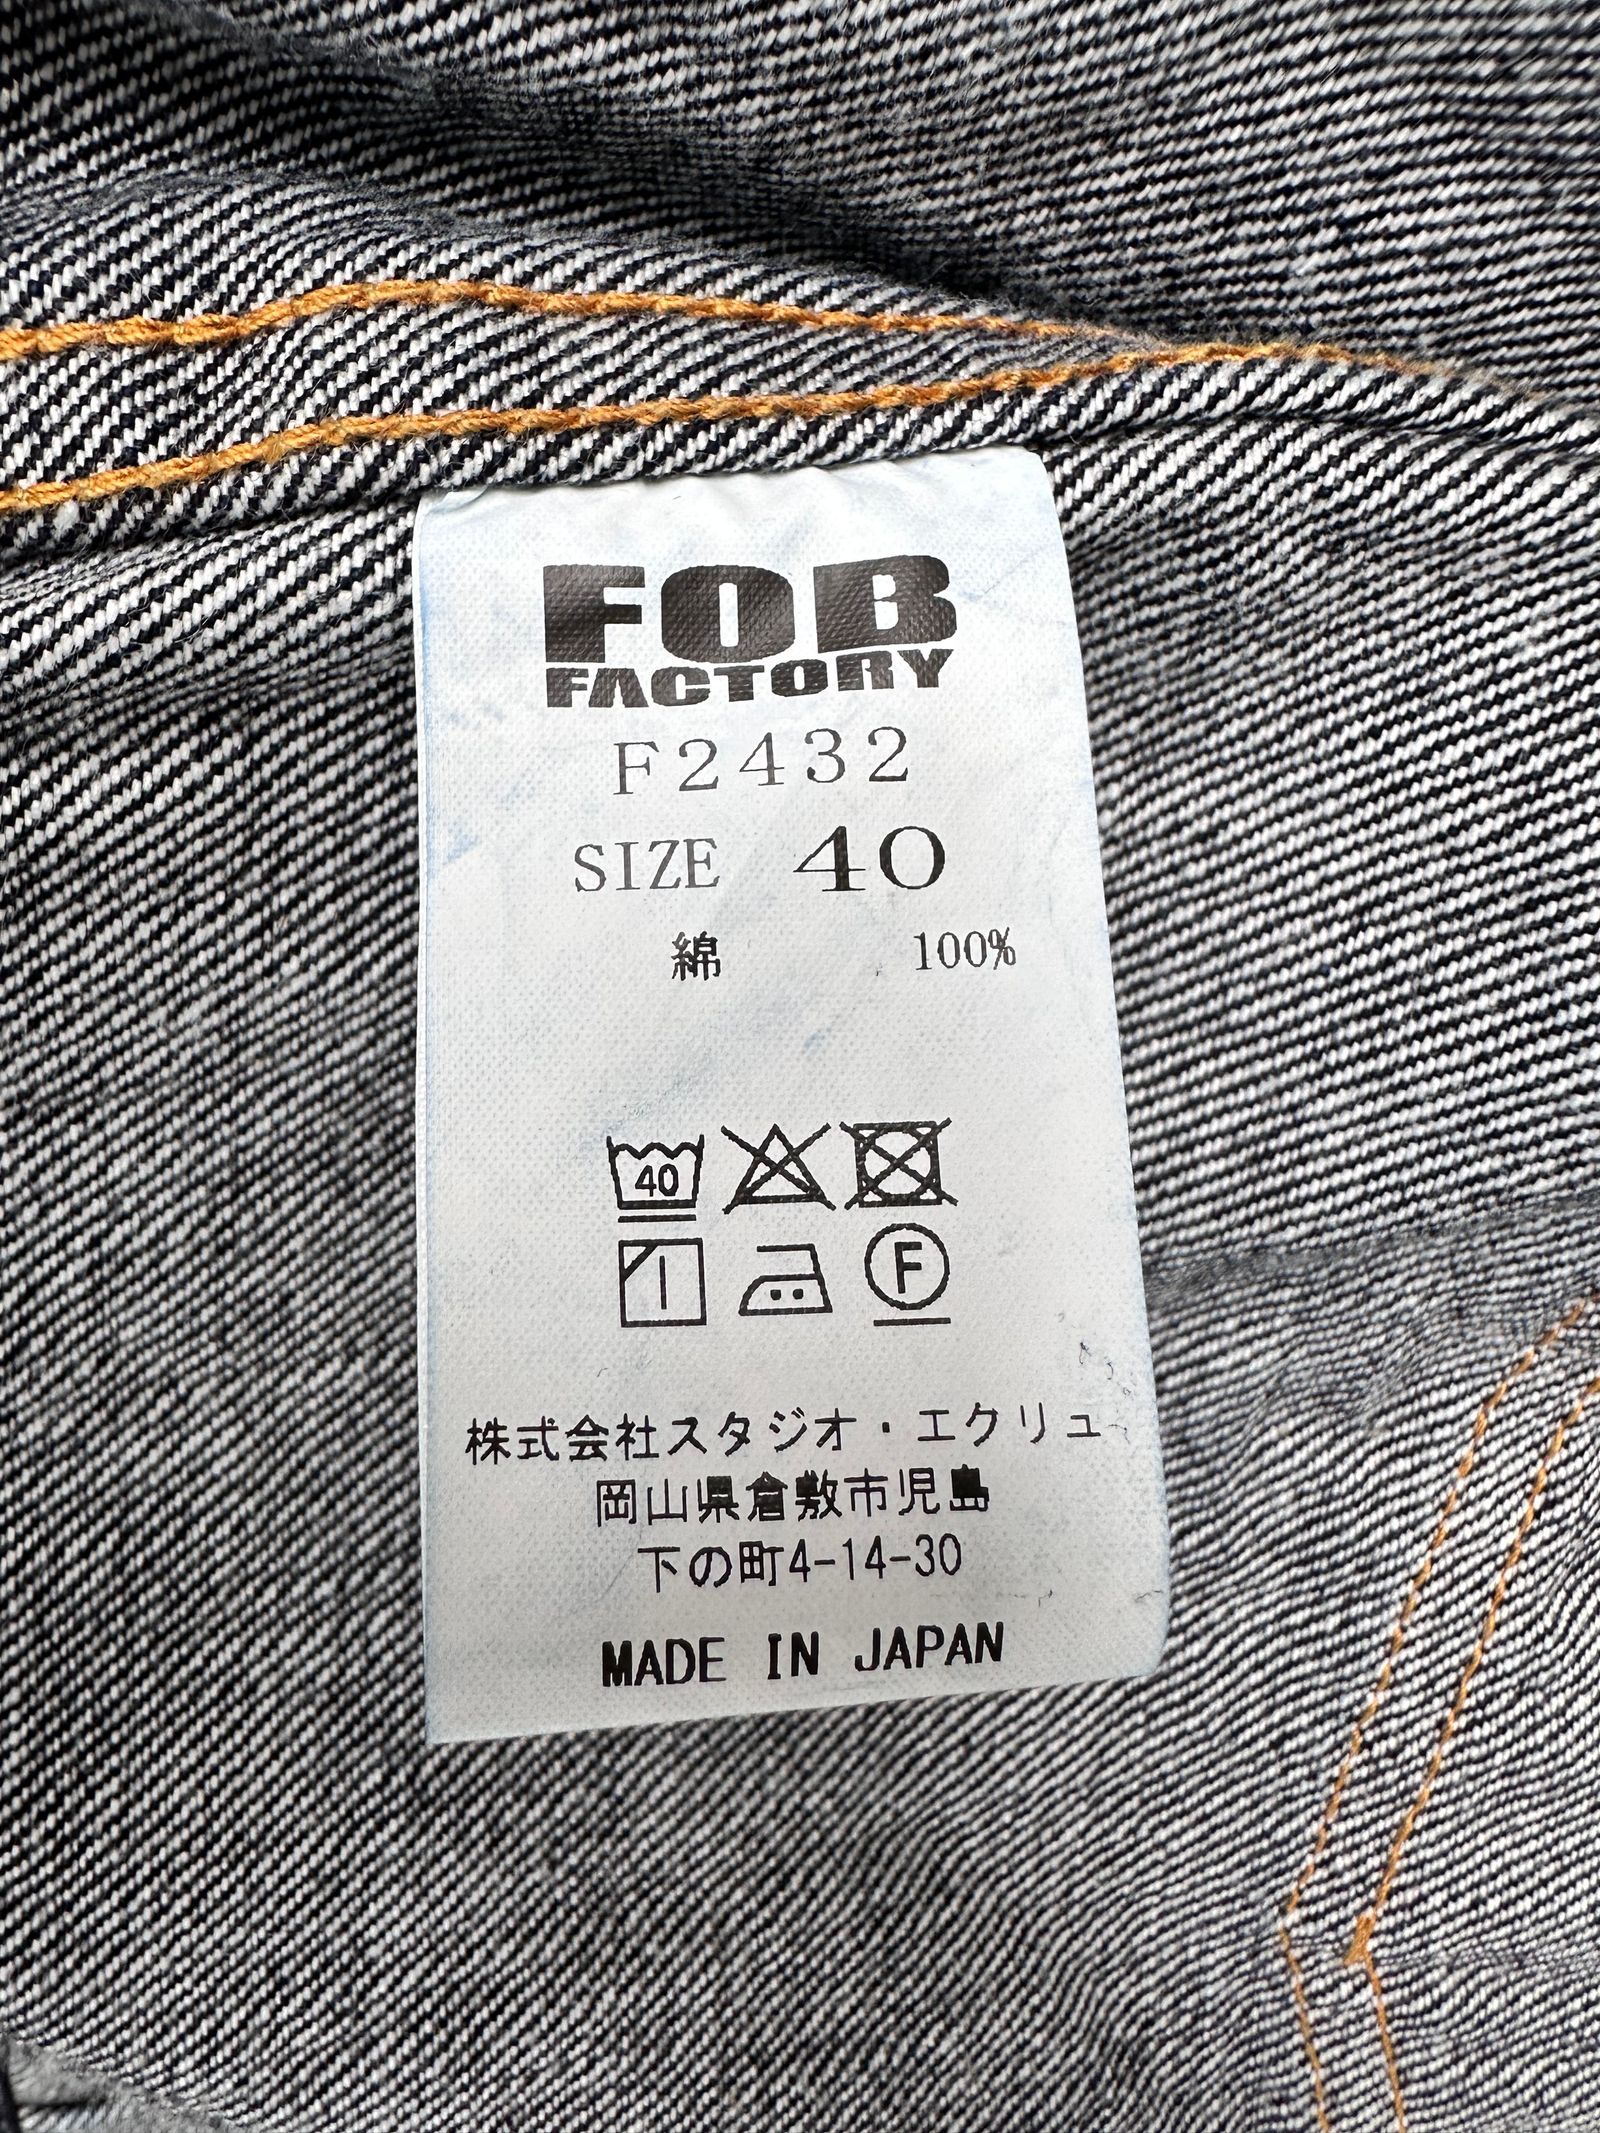 FOB
FACTORY
F2432
SIZE 40
綿 100%
40
F
株式会社スタジオ・エクリュ
岡山県倉敷市児島
下の町4-14-30
MADE IN JAPAN